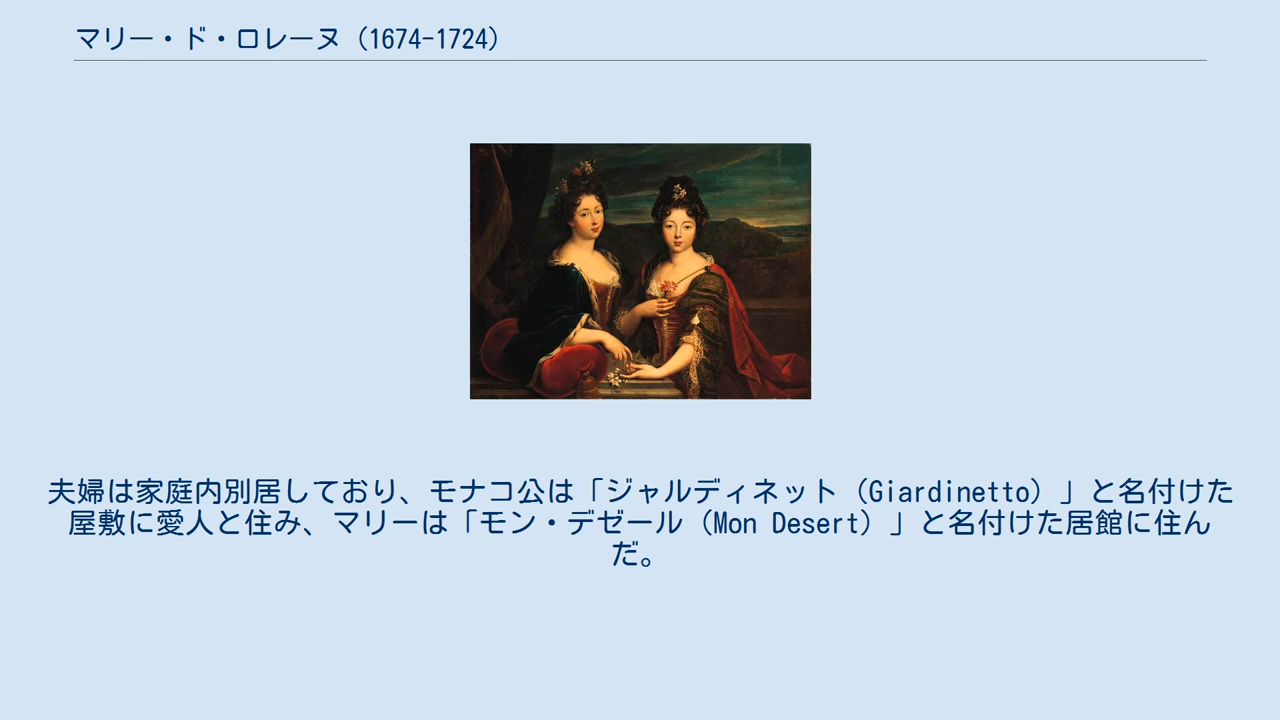 マリー・ド・ロレーヌ（1674-1724）
夫婦は家庭内別居しており、モナコ公は「ジャルディネット（Giardinetto）」と名付けた
屋敷に愛人と住み、マリーは「モン・デゼール（Mon Desert）」と名付けた居館に住ん
だ。